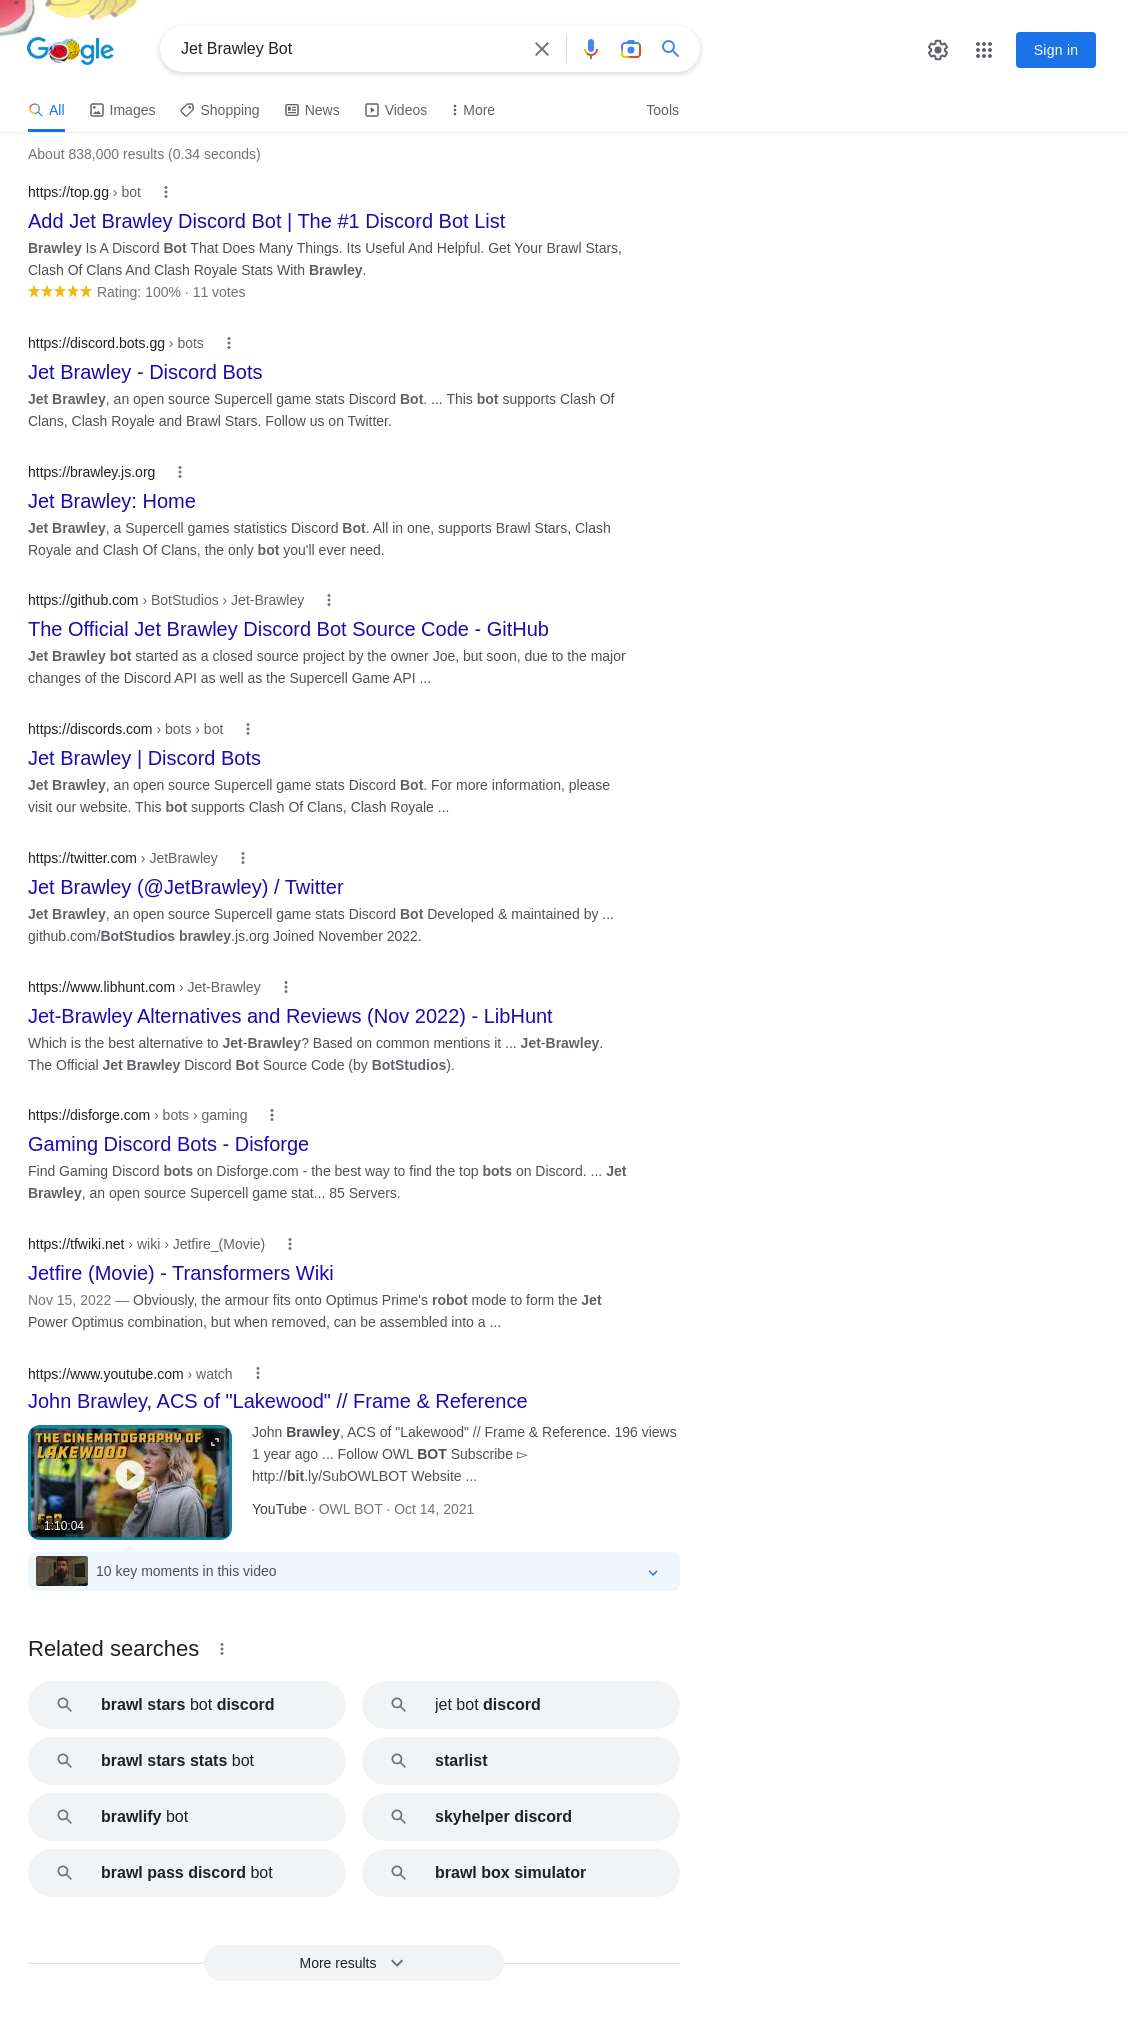 Google
Jet Brawley Bot
Sign in
All Images Shopping News Videos More Tools
About 838,000 results (0.34 seconds)
https://top.gg › bot
Add Jet Brawley Discord Bot | The #1 Discord Bot List
Brawley Is A Discord Bot That Does Many Things. Its Useful And Helpful. Get Your Brawl Stars,
Clash Of Clans And Clash Royale Stats With Brawley.
Rating: 100% · 11 votes
https://discord.bots.gg › bots
Jet Brawley - Discord Bots
Jet Brawley, an open source Supercell game stats Discord Bot. ... This bot supports Clash Of
Clans, Clash Royale and Brawl Stars. Follow us on Twitter.
https://brawley.js.org
Jet Brawley: Home
Jet Brawley, a Supercell games statistics Discord Bot. All in one, supports Brawl Stars, Clash
Royale and Clash Of Clans, the only bot you'll ever need.
https://github.com › BotStudios › Jet-Brawley
The Official Jet Brawley Discord Bot Source Code - GitHub
Jet Brawley bot started as a closed source project by the owner Joe, but soon, due to the major
changes of the Discord API as well as the Supercell Game API ...
https://discords.com › bots › bot
Jet Brawley | Discord Bots
Jet Brawley, an open source Supercell game stats Discord Bot. For more information, please
visit our website. This bot supports Clash Of Clans, Clash Royale ...
https://twitter.com › JetBrawley
Jet Brawley (@JetBrawley) / Twitter
Jet Brawley, an open source Supercell game stats Discord Bot Developed & maintained by ...
github.com/BotStudios brawley.js.org Joined November 2022.
https://www.libhunt.com › Jet-Brawley
Jet-Brawley Alternatives and Reviews (Nov 2022) - LibHunt
Which is the best alternative to Jet-Brawley? Based on common mentions it ... Jet-Brawley.
The Official Jet Brawley Discord Bot Source Code (by BotStudios).
https://disforge.com › bots › gaming
Gaming Discord Bots - Disforge
Find Gaming Discord bots on Disforge.com - the best way to find the top bots on Discord. ... Jet
Brawley, an open source Supercell game stat... 85 Servers.
https://tfwiki.net › wiki › Jetfire_(Movie)
Jetfire (Movie) - Transformers Wiki
Nov 15, 2022 — Obviously, the armour fits onto Optimus Prime's robot mode to form the Jet
Power Optimus combination, but when removed, can be assembled into a ...
https://www.youtube.com › watch
John Brawley, ACS of "Lakewood" // Frame & Reference
THE CINEMATOGRAPHY OF
LAKEWOOD
F&R
1:10:04
John Brawley, ACS of "Lakewood" // Frame & Reference. 196 views
1 year ago ... Follow OWL BOT Subscribe ▻
http://bit.ly/SubOWLBOT Website ...
YouTube · OWL BOT · Oct 14, 2021
10 key moments in this video
Related searches
brawl stars bot discord
jet bot discord
brawl stars stats bot
starlist
brawlify bot
skyhelper discord
brawl pass discord bot
brawl box simulator
More results